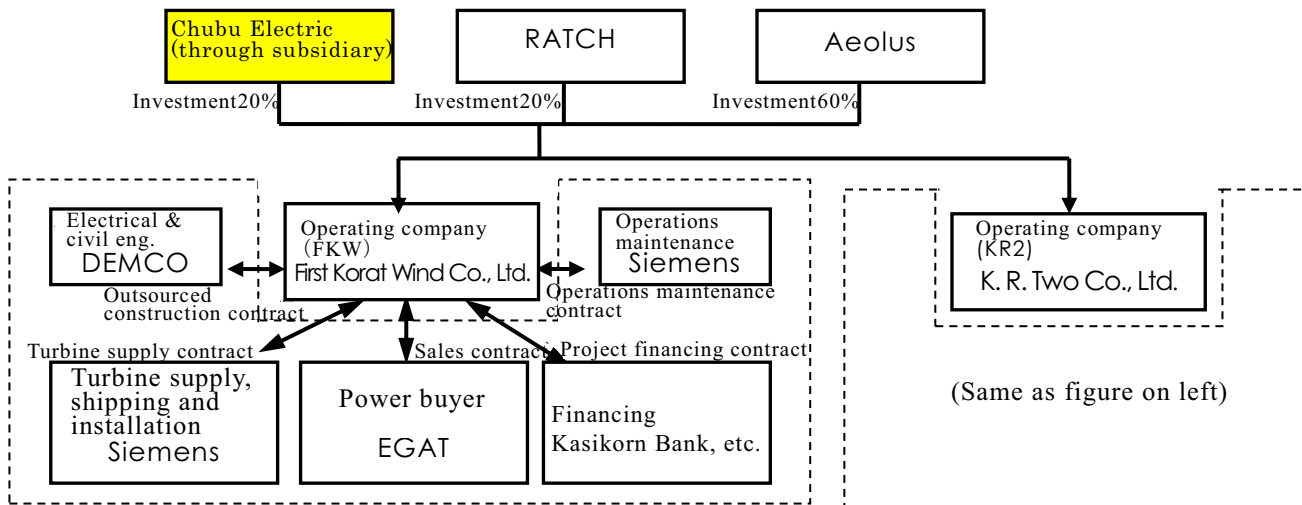 Chubu Electric
(through subsidiary)
RATCH
Aeolus
Investment20%
Investment20%
Investment60%
Electrical &
civil eng.
DEMCO
Operating company
(FKW)
First Korat Wind Co., Ltd.
Operations
maintenance
Siemens
Operating company
(KR2)
K. R. Two Co., Ltd.
Outsourced
construction contract
Operations maintenance
contract
Turbine supply contract
Sales contract
Project financing contract
Turbine supply,
shipping and
installation
Siemens
Power buyer
EGAT
Financing
Kasikorn Bank, etc.
(Same as figure on left)